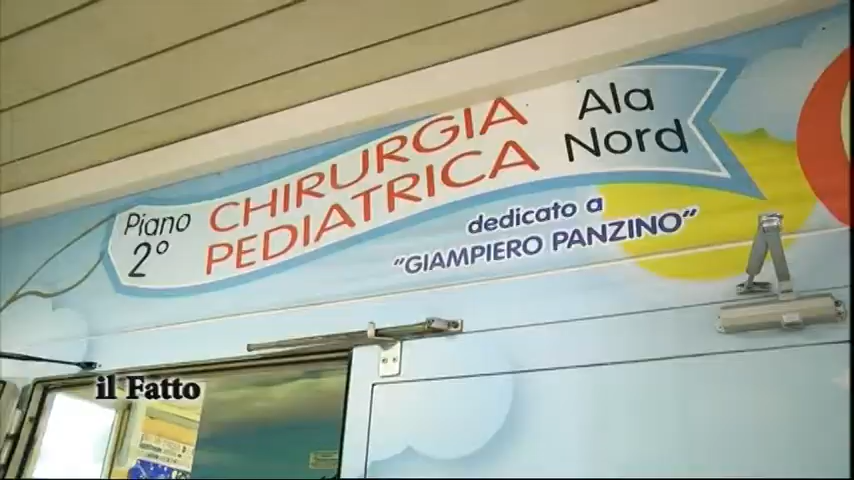 Piano 2°
CHIRURGIA
PEDIATRICA
Ala
Nord
dedicato a
"GIAMPIERO PANZINO"
il Fatto